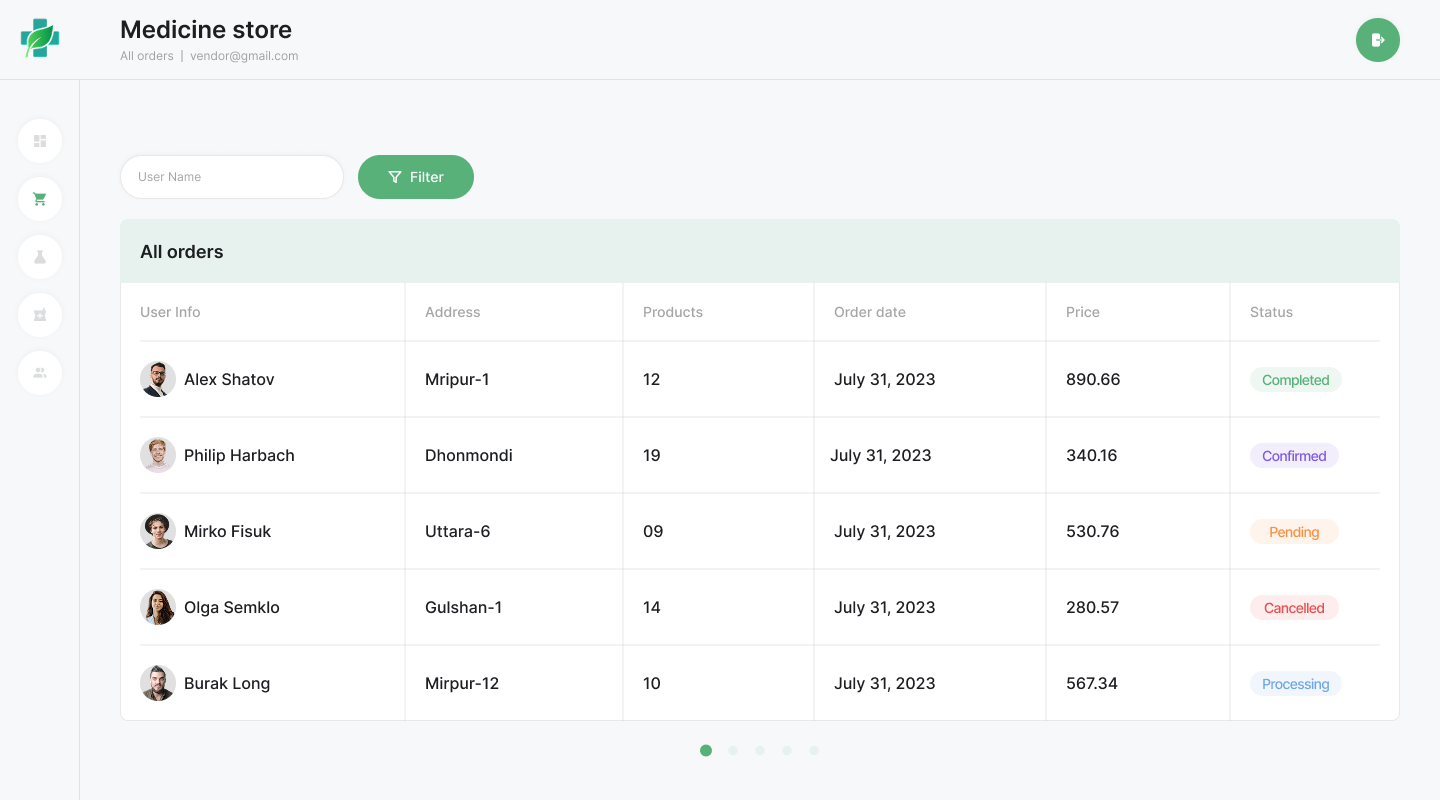 Medicine store
All orders | vendor@gmail.com
User Name
Filter
All orders
User Info Address Products Order date Price Status
Alex Shatov Mripur-1 12 July 31, 2023 890.66 Completed
Philip Harbach Dhonmondi 19 July 31, 2023 340.16 Confirmed
Mirko Fisuk Uttara-6 09 July 31, 2023 530.76 Pending
Olga Semklo Gulshan-1 14 July 31, 2023 280.57 Cancelled
Burak Long Mirpur-12 10 July 31, 2023 567.34 Processing